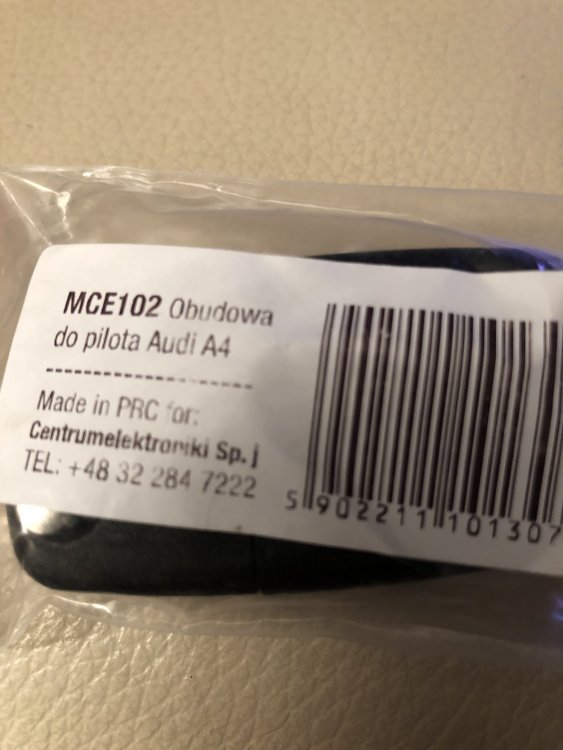 MCE102 Obudowa
do pilota Audi A4
Made in PRC for:
Centrumelektroniki Sp. j
TEL: +48 32 284 7222
5 902211 101307